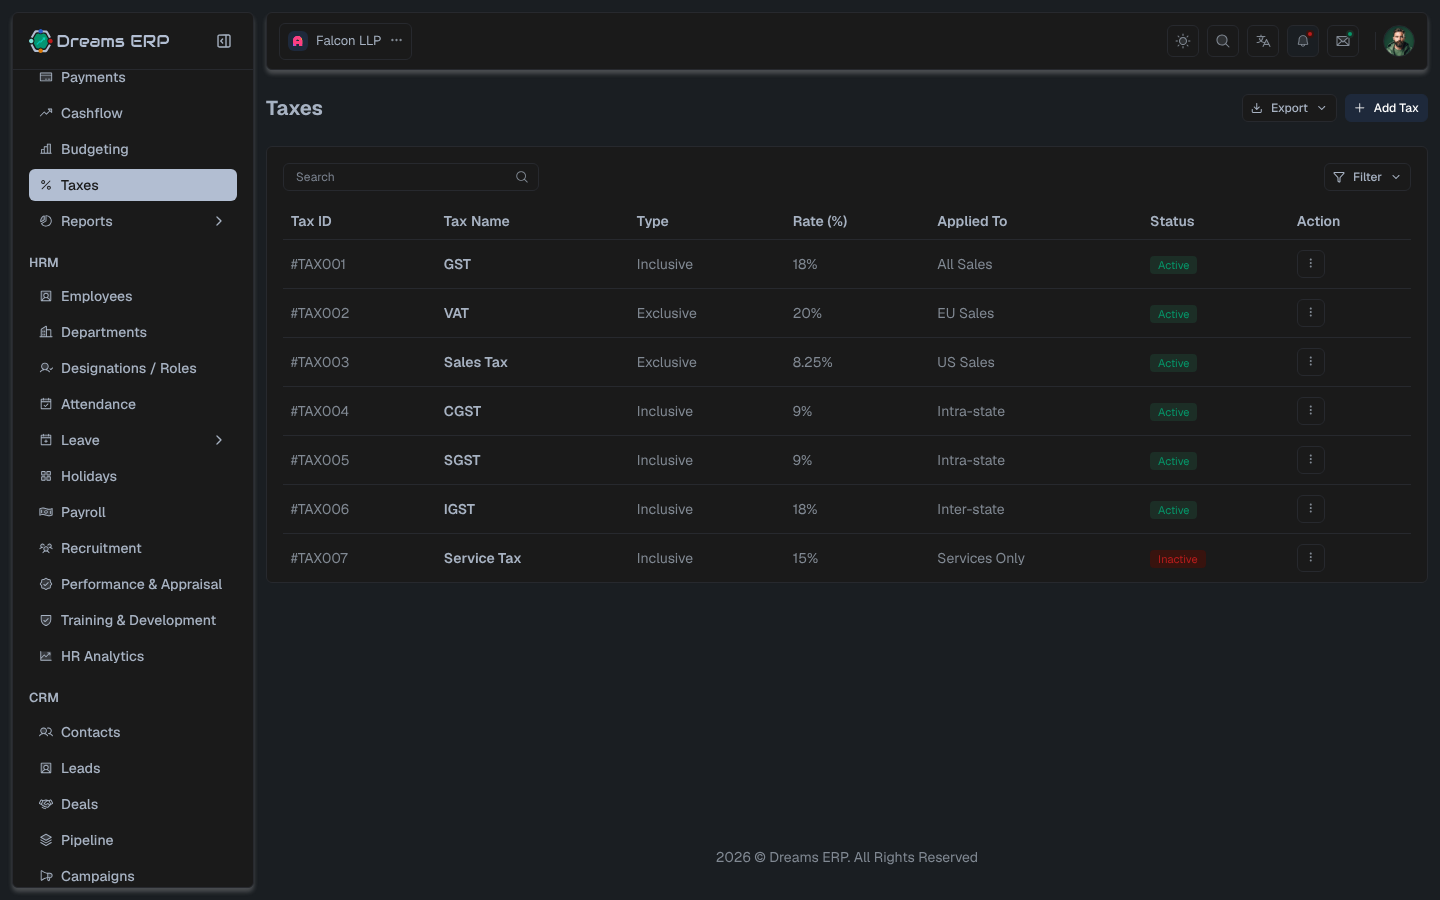 Dreams ERP
Payments
Cashflow
Budgeting
Taxes
Reports
HRM
Employees
Departments
Designations / Roles
Attendance
Leave
Holidays
Payroll
Recruitment
Performance & Appraisal
Training & Development
HR Analytics
CRM
Contacts
Leads
Deals
Pipeline
Campaigns
Falcon LLP
Taxes
Export
Add Tax
Search
Filter
Tax ID Tax Name Type Rate (%) Applied To Status Action
#TAX001 GST Inclusive 18% All Sales Active
#TAX002 VAT Exclusive 20% EU Sales Active
#TAX003 Sales Tax Exclusive 8.25% US Sales Active
#TAX004 CGST Inclusive 9% Intra-state Active
#TAX005 SGST Inclusive 9% Intra-state Active
#TAX006 IGST Inclusive 18% Inter-state Active
#TAX007 Service Tax Inclusive 15% Services Only Inactive
2026 © Dreams ERP. All Rights Reserved